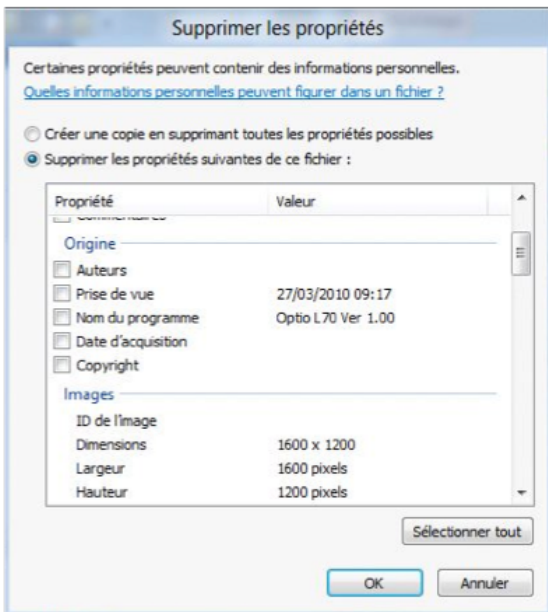 Supprimer les propriétés
Certaines propriétés peuvent contenir des informations personnelles.
Quelles informations personnelles peuvent figurer dans un fichier ?
Créer une copie en supprimant toutes les propriétés possibles
Supprimer les propriétés suivantes de ce fichier :
Propriété Valeur
Commentaires
Origine
Auteurs
Prise de vue 27/03/2010 09:17
Nom du programme Optio L70 Ver 1.00
Date d'acquisition
Copyright
Images
ID de l'image
Dimensions 1600 x 1200
Largeur 1600 pixels
Hauteur 1200 pixels
Sélectionner tout
OK Annuler